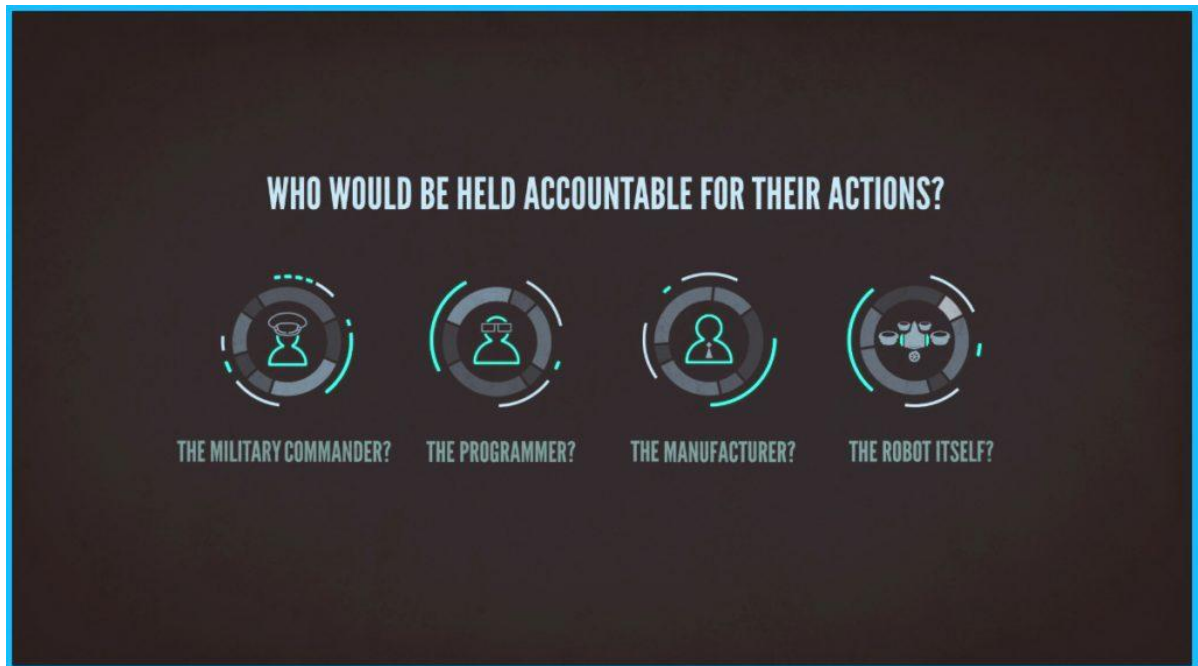 WHO WOULD BE HELD ACCOUNTABLE FOR THEIR ACTIONS?
THE MILITARY COMMANDER? THE PROGRAMMER? THE MANUFACTURER? THE ROBOT ITSELF?